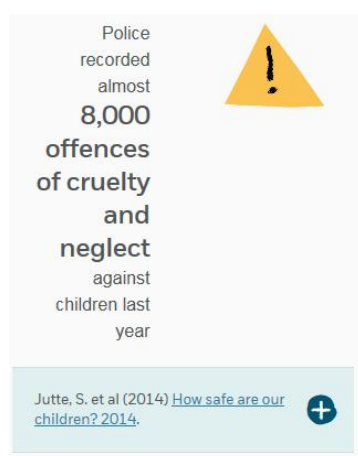 Police
recorded
almost
8,000
offences
of cruelty
and
neglect
against
children last
year
!
Jutte, S. et al (2014) How safe are our
children? 2014.